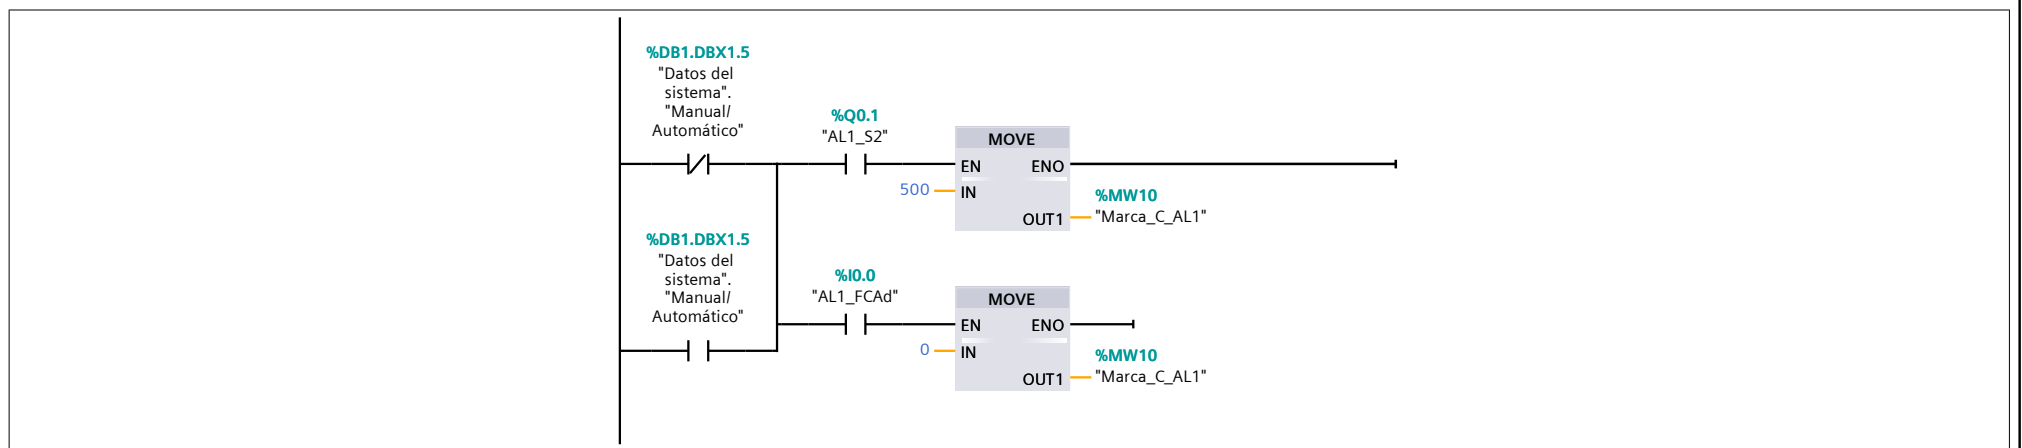 %DB1.DBX1.5
"Datos del
sistema".
"Manual/
Automático"
%Q0.1
"AL1_S2"
MOVE
EN ENO
500 IN
%MW10
OUT1 "Marca_C_AL1"
%DB1.DBX1.5
"Datos del
sistema".
"Manual/
Automático"
%I0.0
"AL1_FCAd"
MOVE
EN ENO
0 IN
%MW10
OUT1 "Marca_C_AL1"